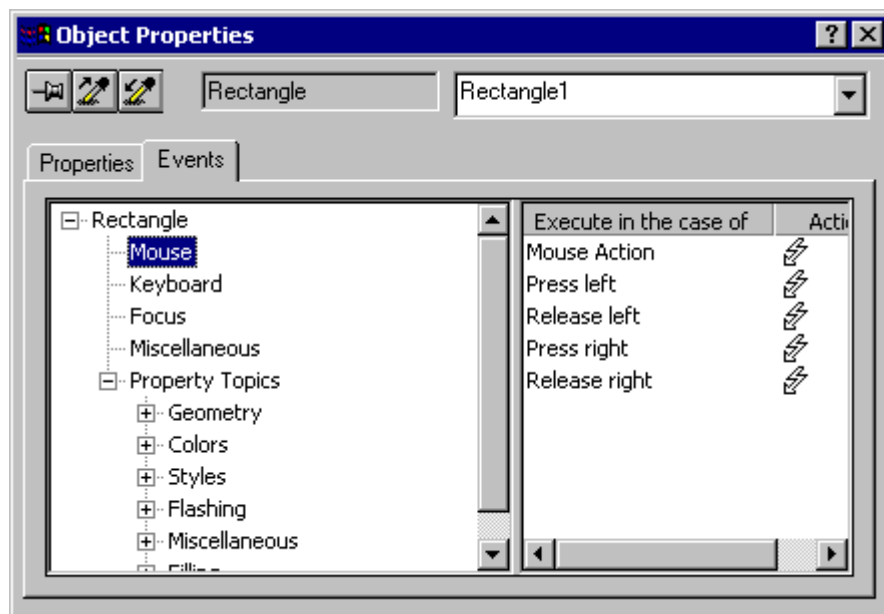 Object Properties
Rectangle Rectangle1
Properties Events
Rectangle
Mouse
Keyboard
Focus
Miscellaneous
Property Topics
Geometry
Colors
Styles
Flashing
Miscellaneous
Filling
Execute in the case of
Mouse Action
Press left
Release left
Press right
Release right